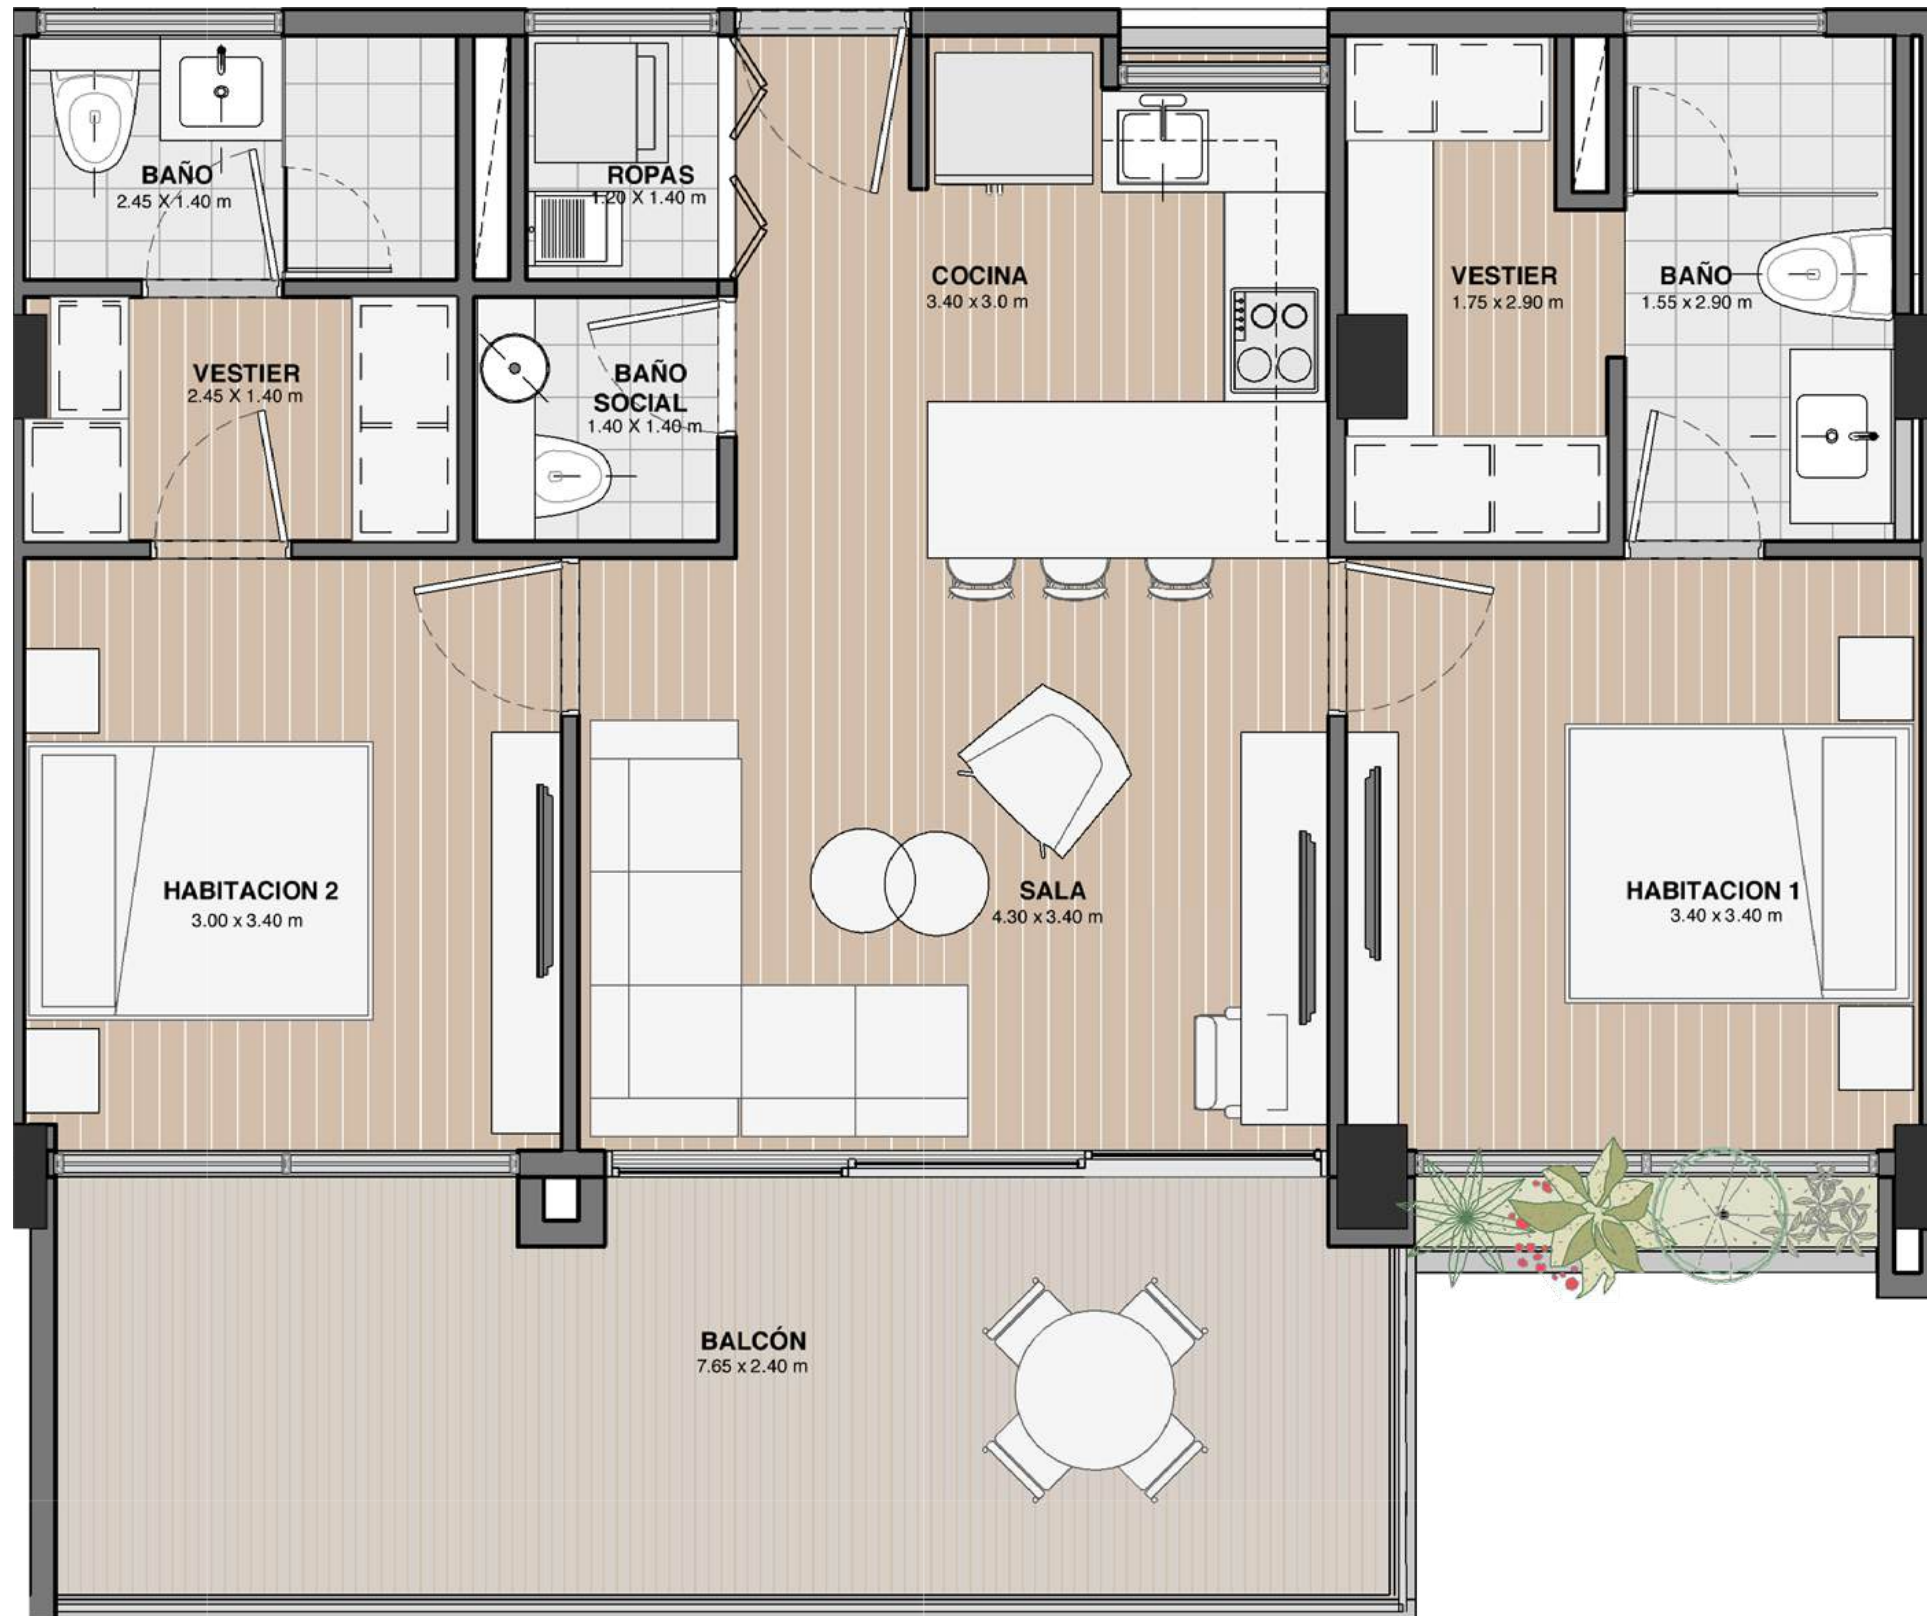 BAÑO
2.45 X 1.40 m
ROPAS
1.20 X 1.40 m
COCINA
3.40 x 3.0 m
VESTIER
1.75 x 2.90 m
BAÑO
1.55 x 2.90 m
VESTIER
2.45 X 1.40 m
BAÑO
SOCIAL
1.40 X 1.40 m
HABITACION 2
3.00 x 3.40 m
SALA
4.30 x 3.40 m
HABITACION 1
3.40 x 3.40 m
BALCÓN
7.65 x 2.40 m